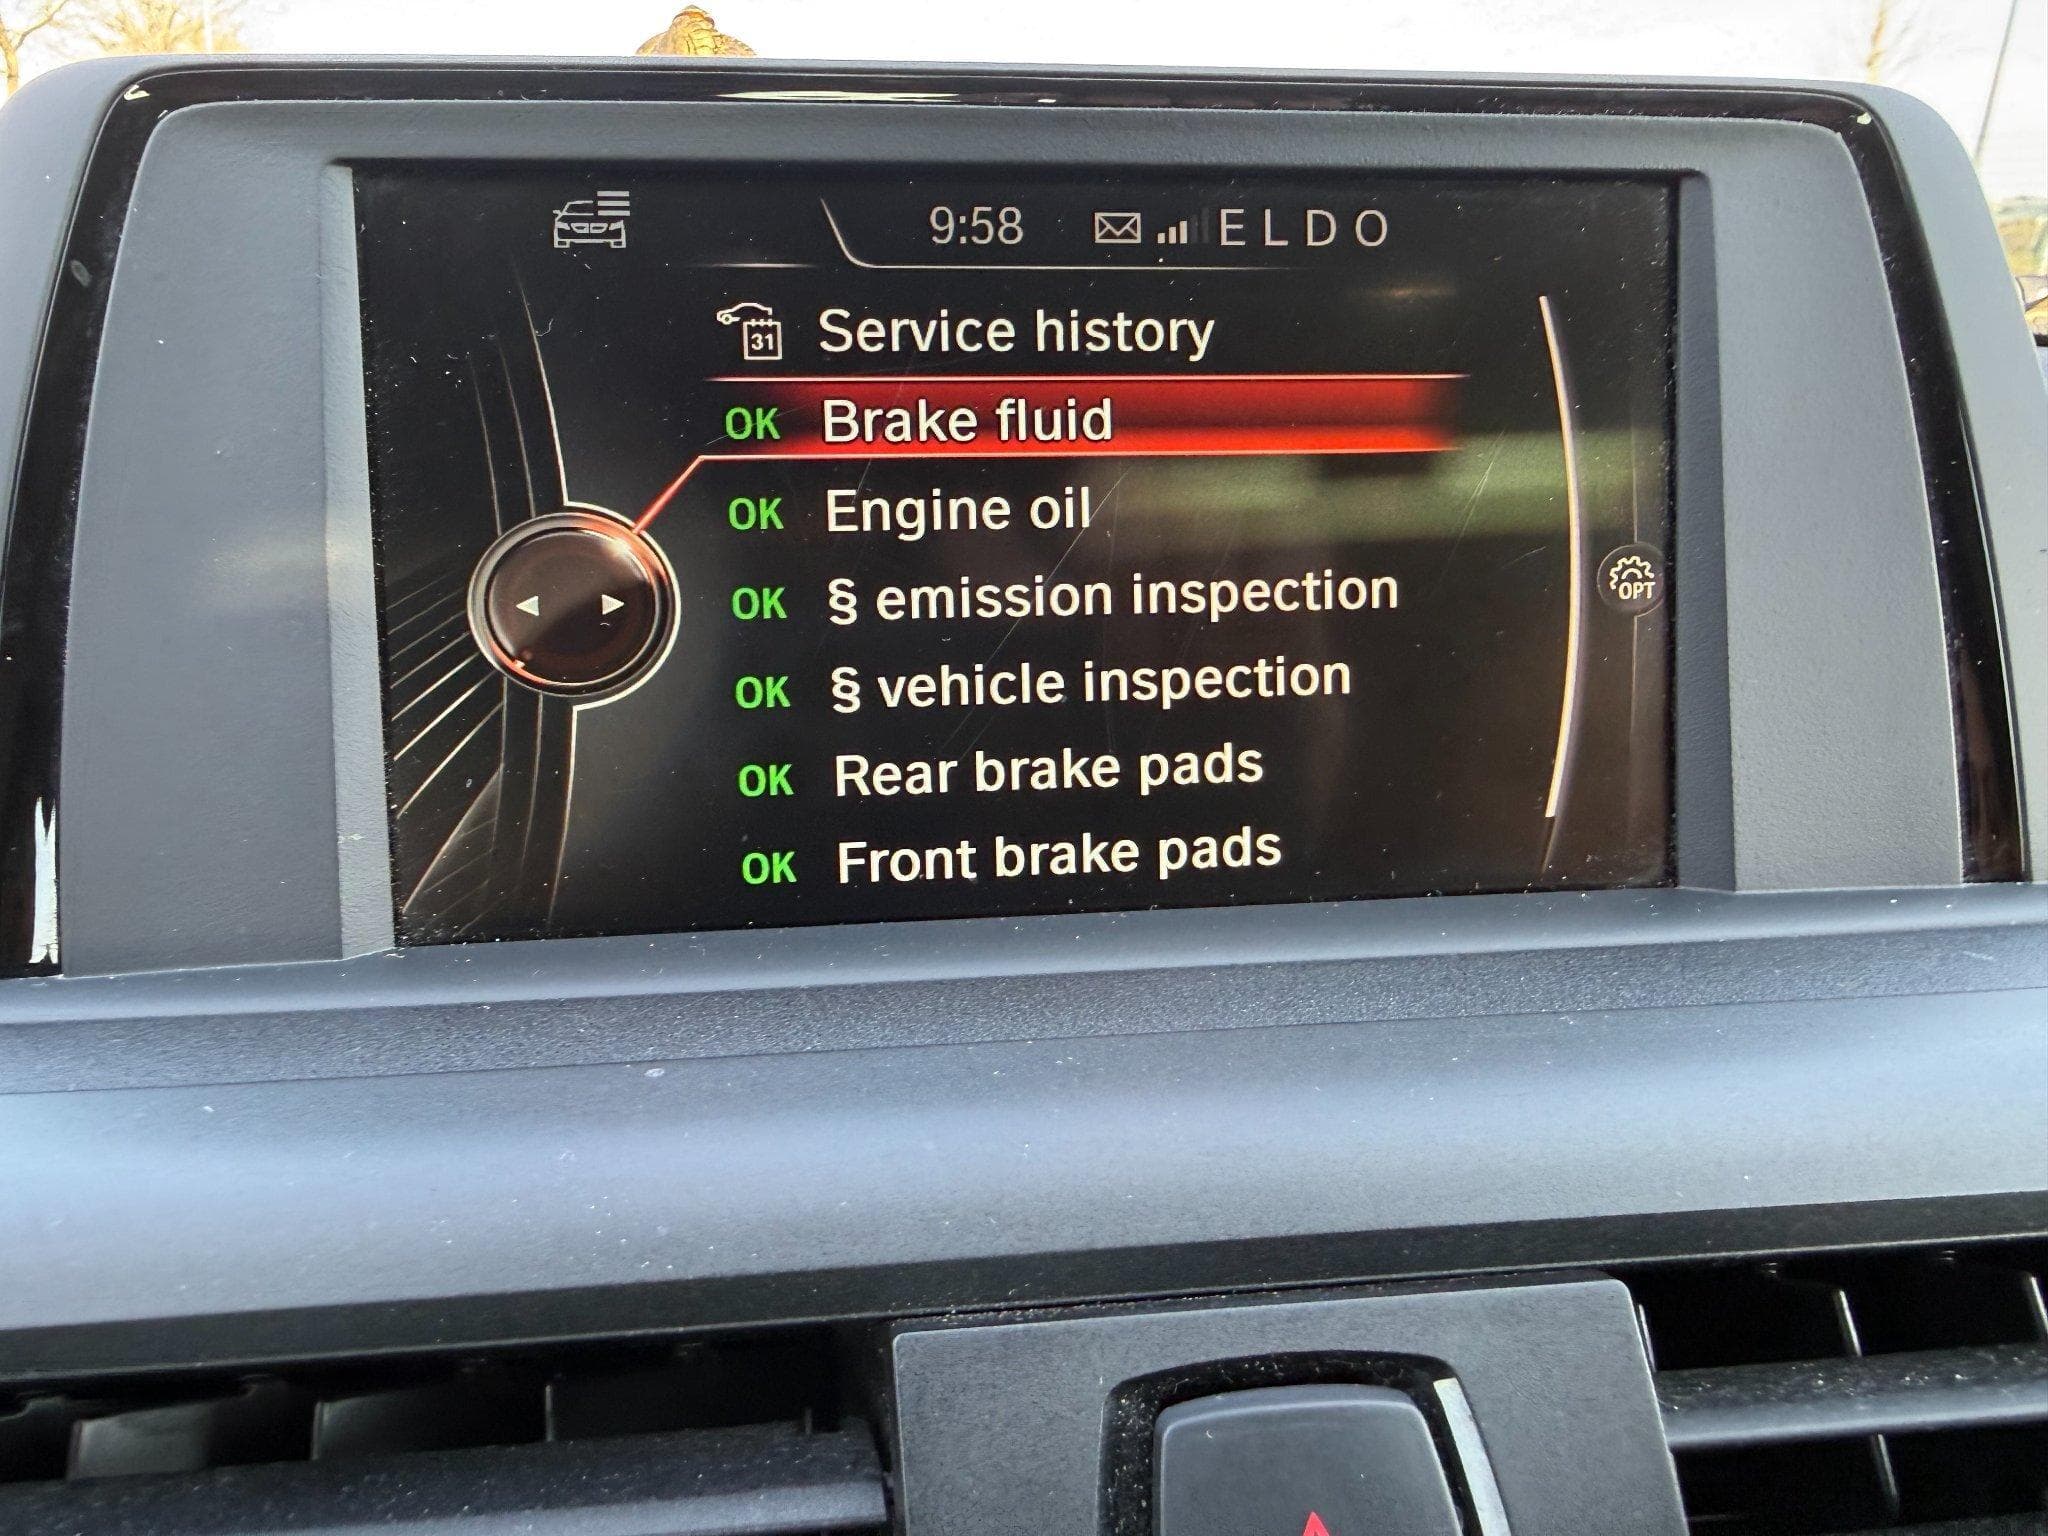 9:58 ELDO
31 Service history
OK Brake fluid
OK Engine oil
OK § emission inspection
OK § vehicle inspection
OK Rear brake pads
OK Front brake pads
OPT